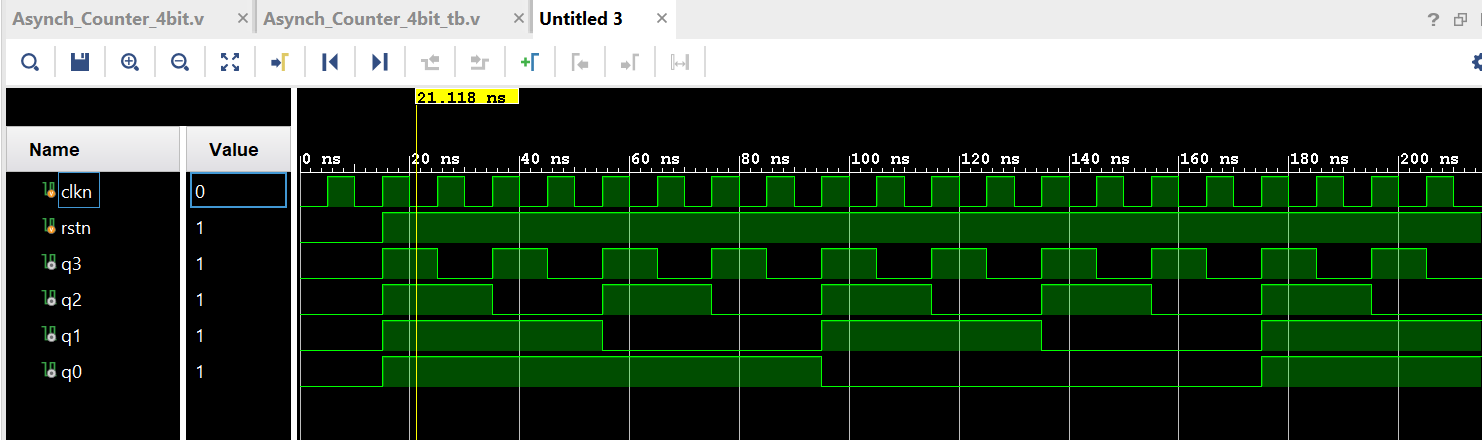 Asynch_Counter_4bit.v × Asynch_Counter_4bit_tb.v × Untitled 3 × ?
21.118 ns
Name Value 0 ns 20 ns 40 ns 60 ns 80 ns 100 ns 120 ns 140 ns 160 ns 180 ns 200 ns
clkn 0
rstn 1
q3 1
q2 1
q1 1
q0 1